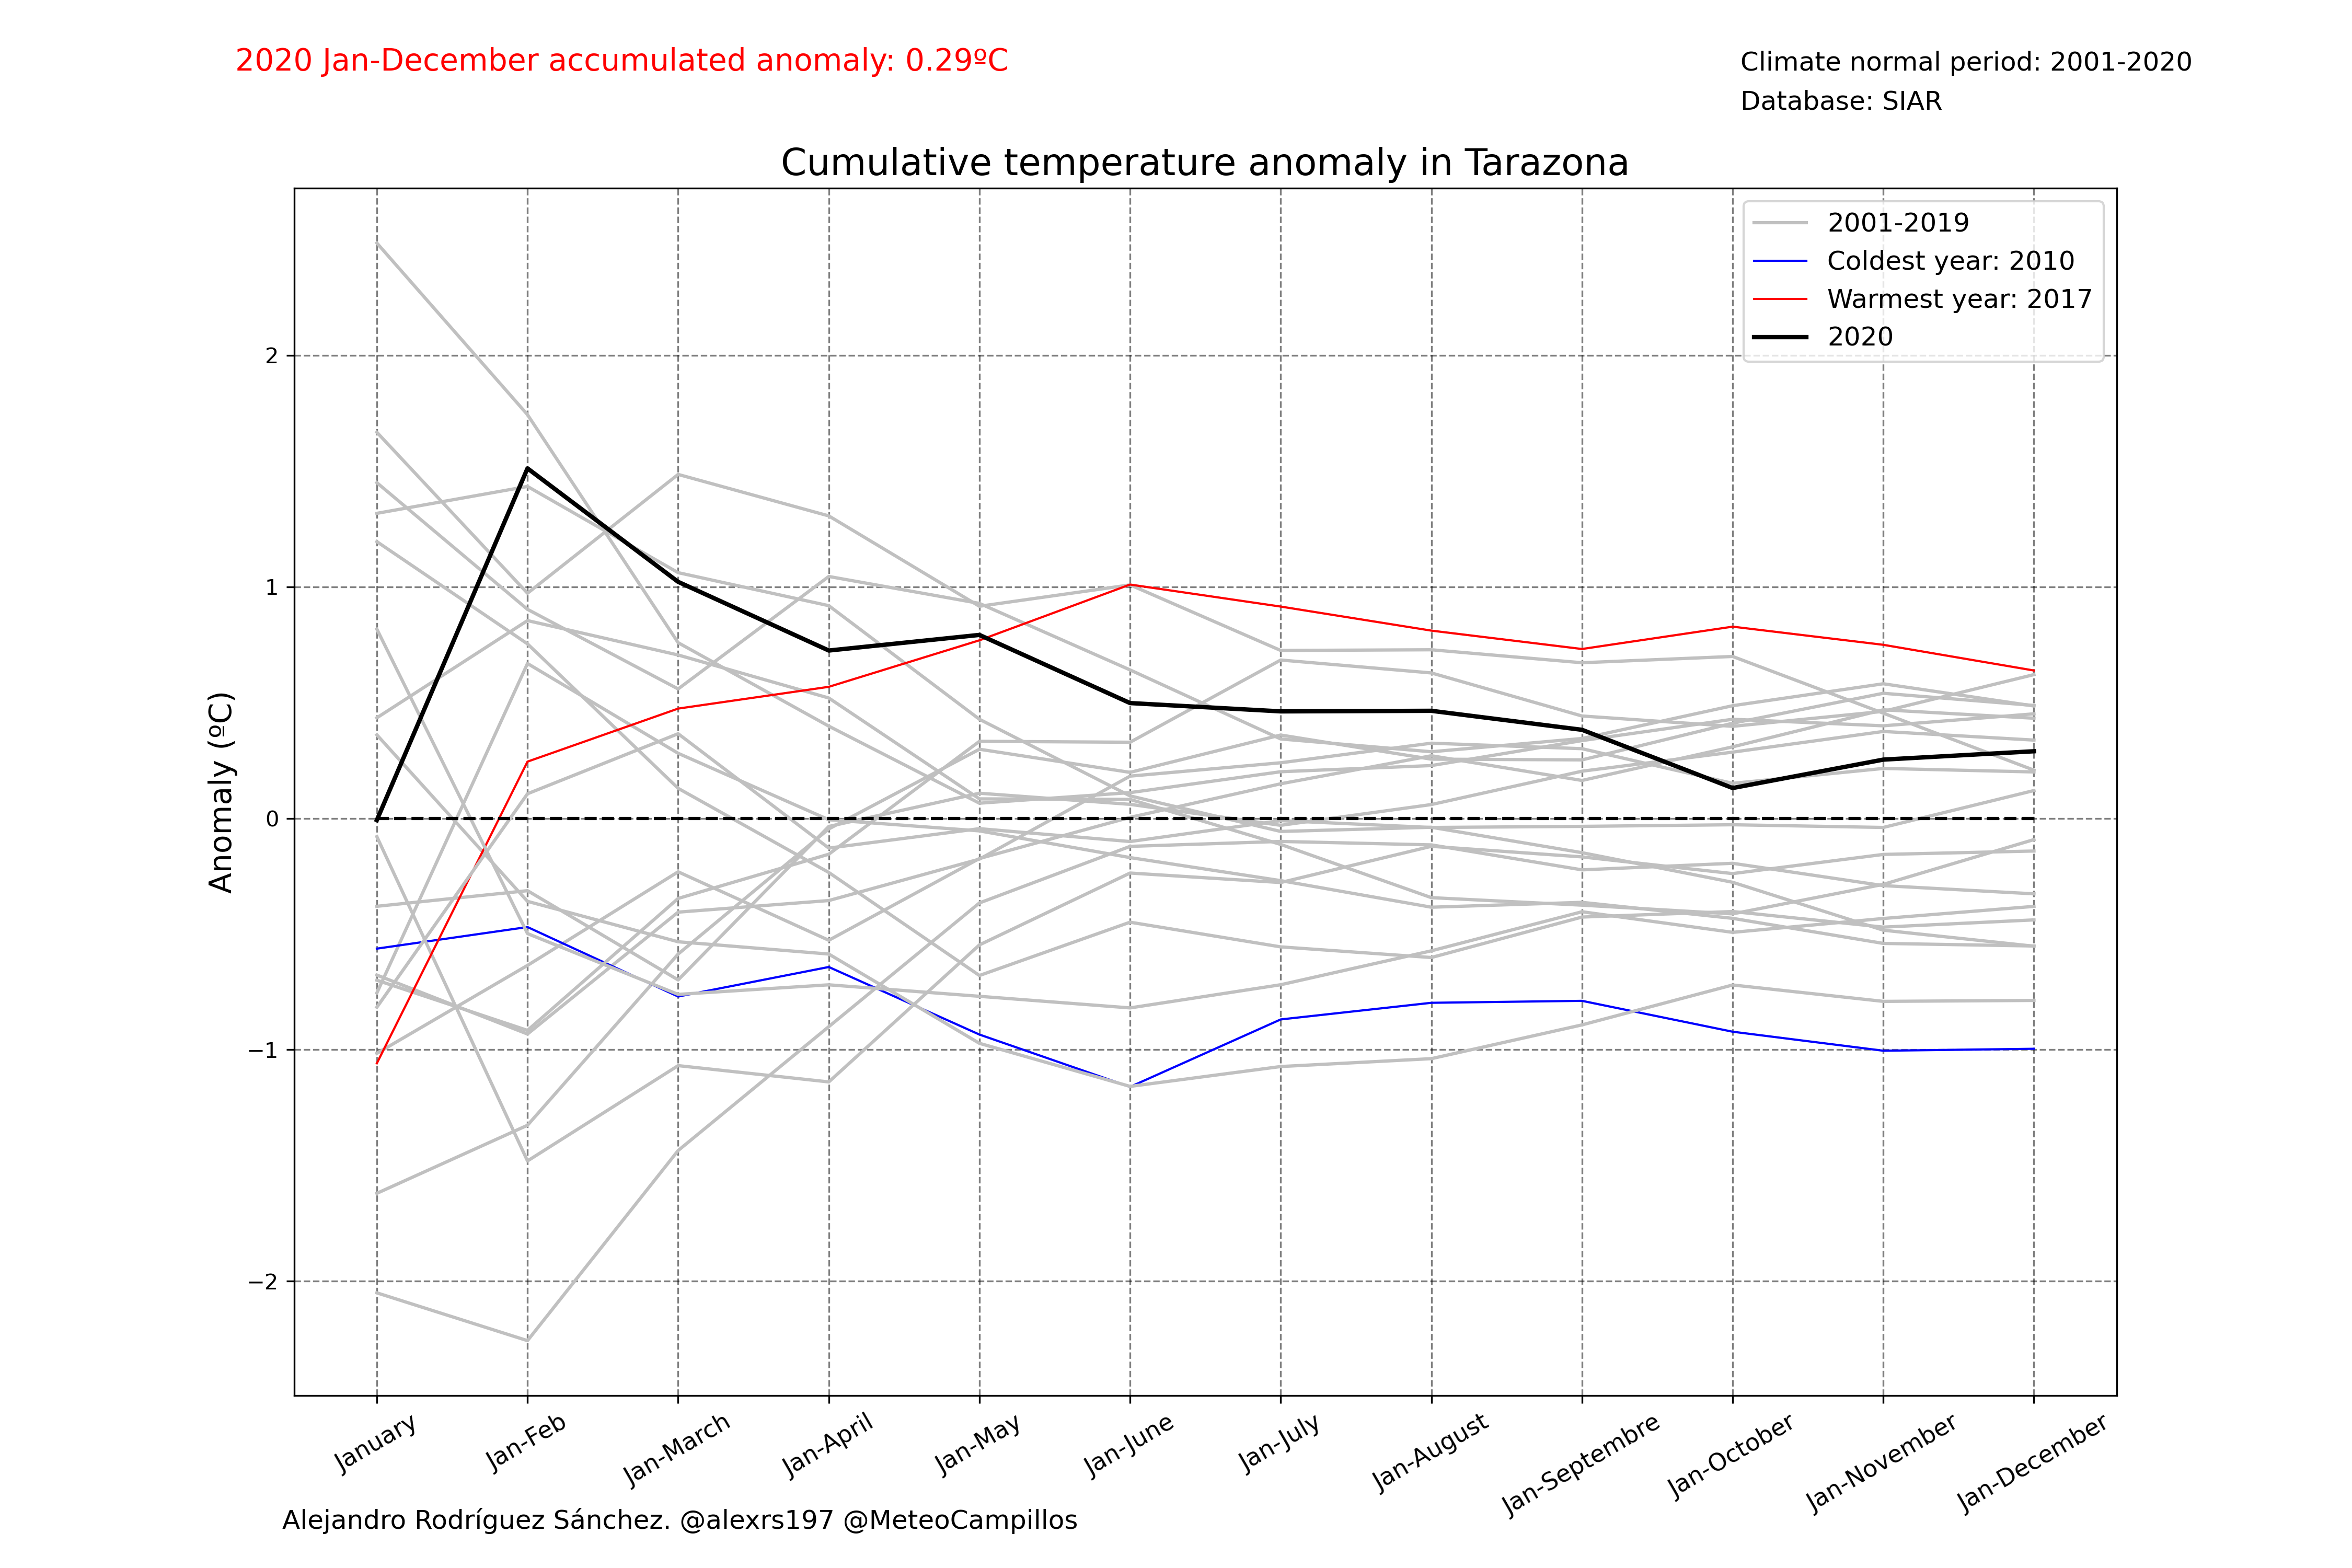 2020 Jan-December accumulated anomaly: 0.29ºC
Climate normal period: 2001-2020
Database: SIAR
Cumulative temperature anomaly in Tarazona
2001-2019
Coldest year: 2010
Warmest year: 2017
2020
Anomaly (ºC)
2
1
0
−1
−2
January
Jan-Feb
Jan-March
Jan-April
Jan-May
Jan-June
Jan-July
Jan-August
Jan-Septembre
Jan-October
Jan-November
Jan-December
Alejandro Rodríguez Sánchez. @alexrs197 @MeteoCampillos